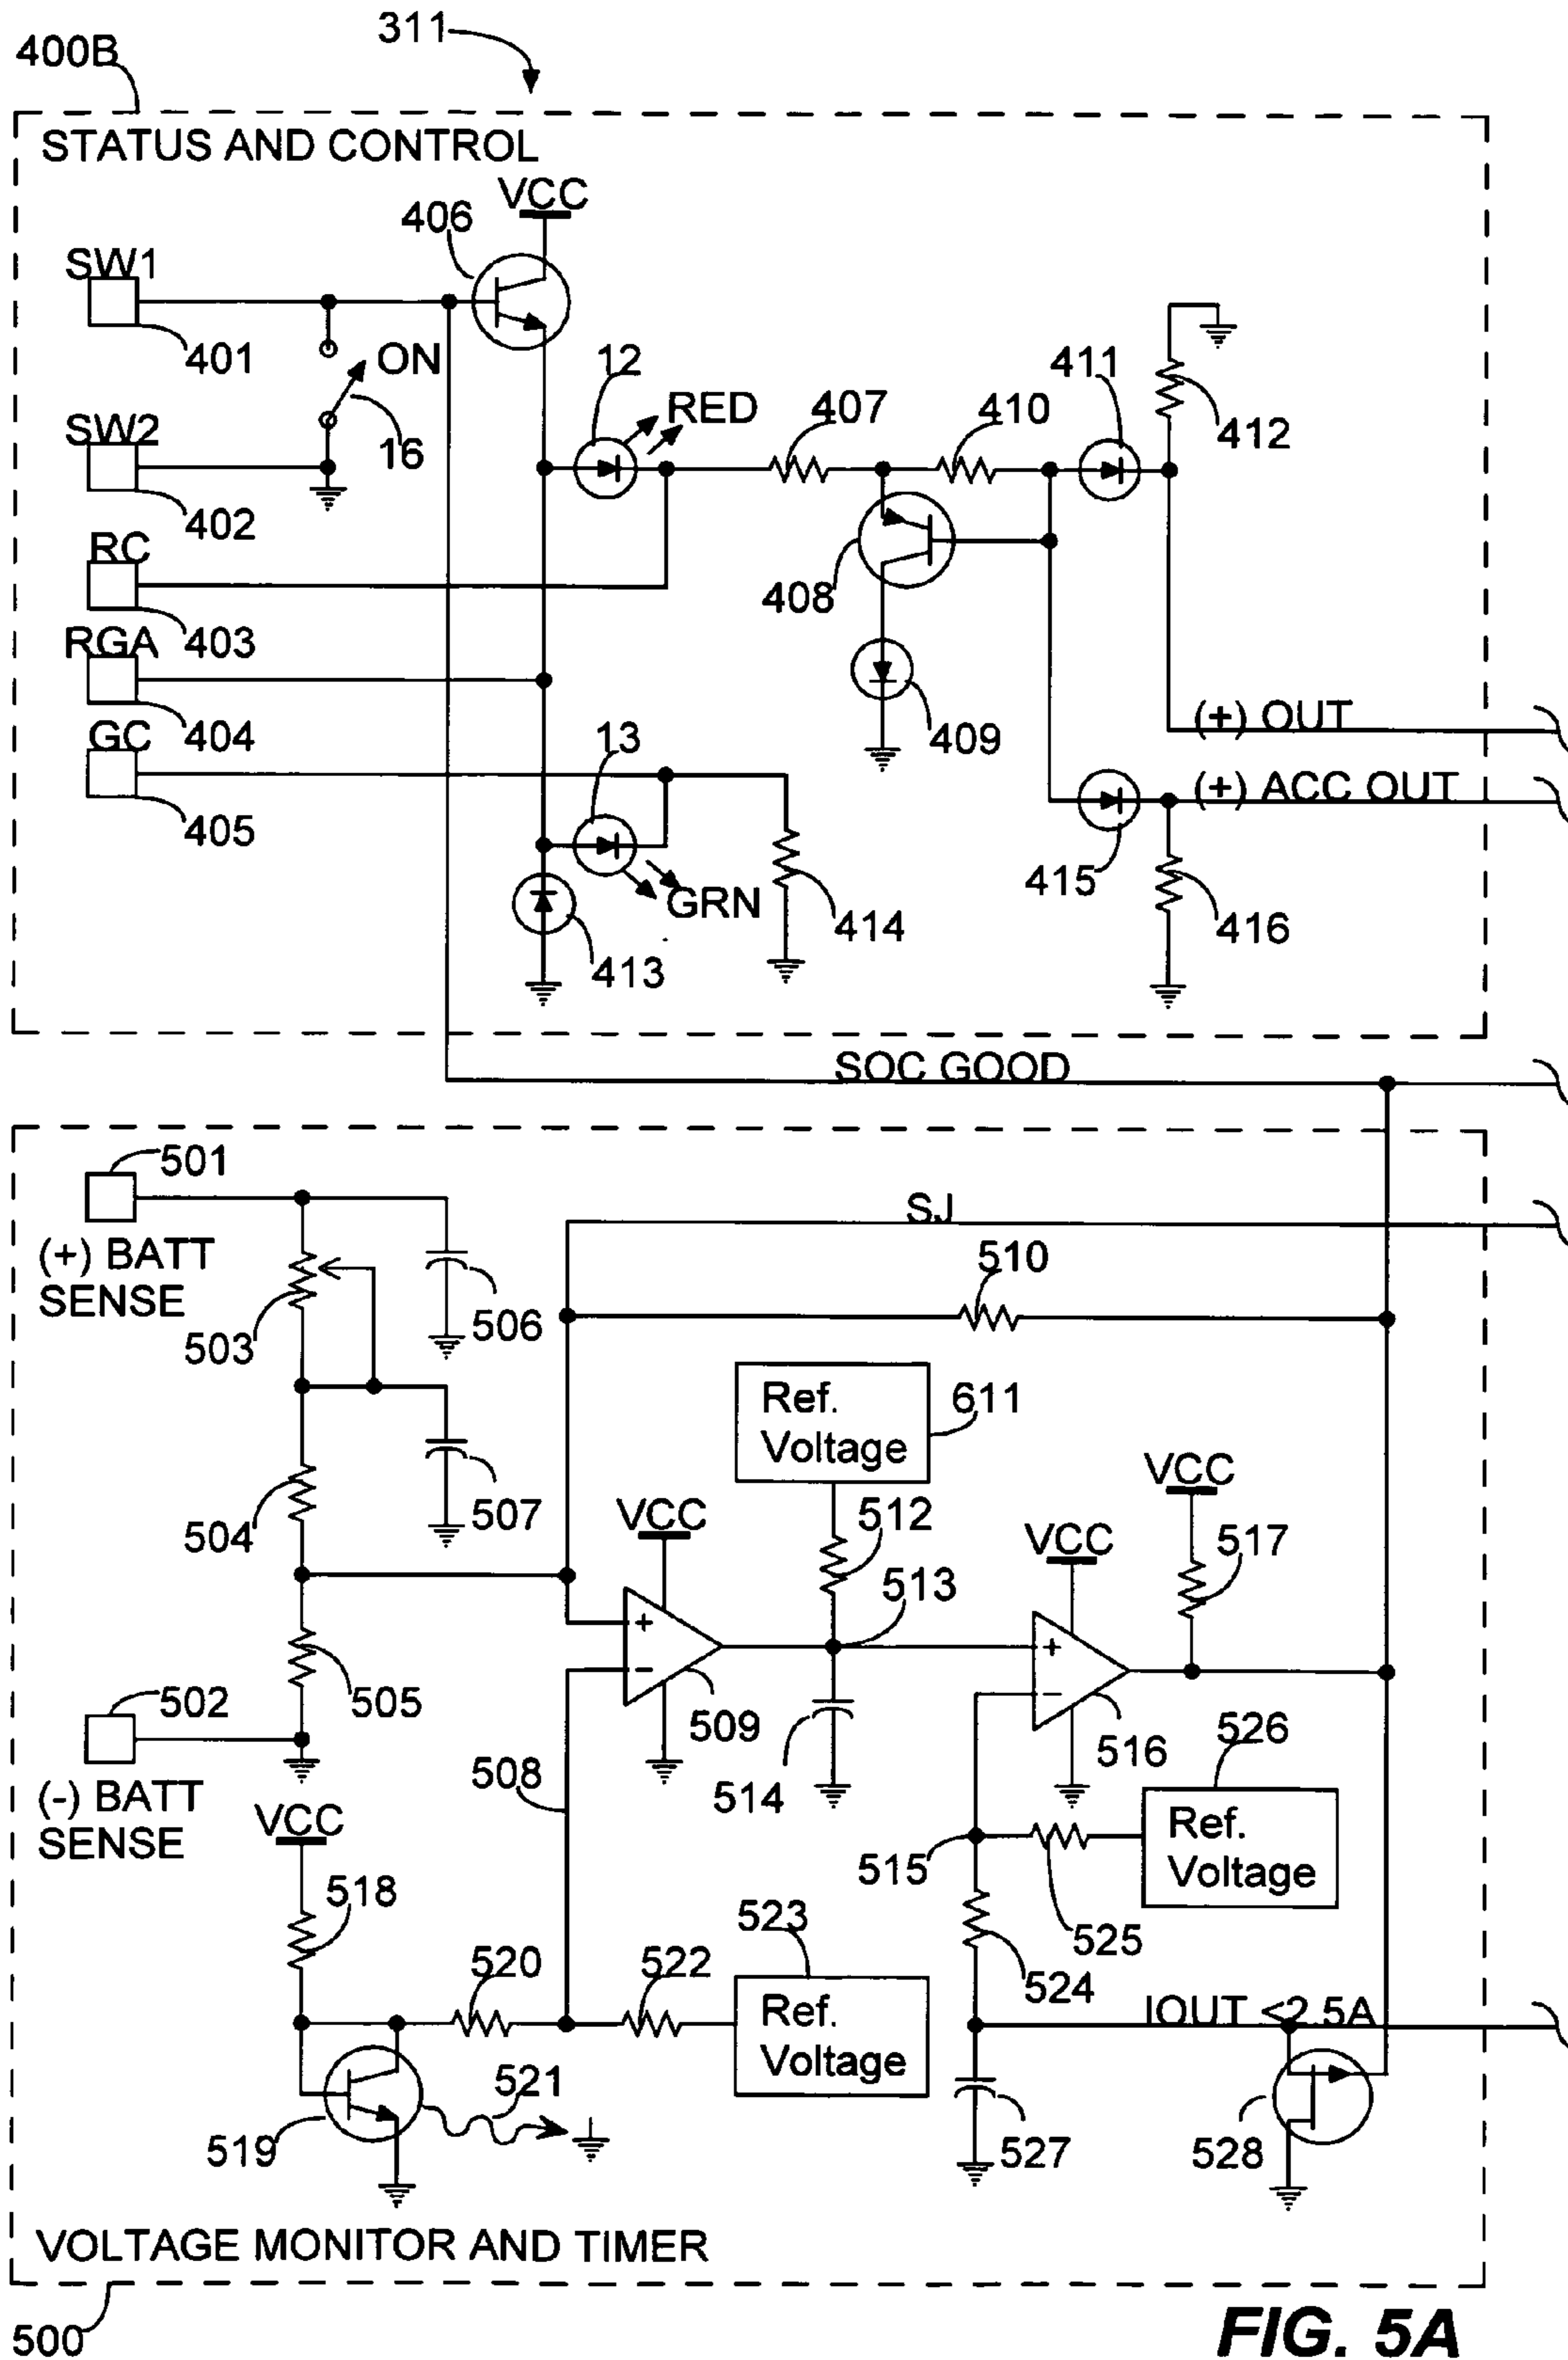 311
400B
STATUS AND CONTROL
VCC
406
SW1
401
ON
16
SW2
402
RC
403
RGA
404
GC
405
12
RED
407
410
411
412
408
409
(+) OUT
13
GRN
413
414
(+) ACC OUT
415
416
SOC GOOD
501
(+) BATT
SENSE
SJ
510
506
503
Ref.
Voltage
611
507
504
VCC
512
513
VCC
VCC
517
+
−
509
+
−
516
505
502
(-) BATT
SENSE
508
514
526
Ref.
Voltage
515
525
VCC
518
524
520
522
523
Ref.
Voltage
IOUT <2.5A
521
519
527
528
VOLTAGE MONITOR AND TIMER
500
FIG. 5A